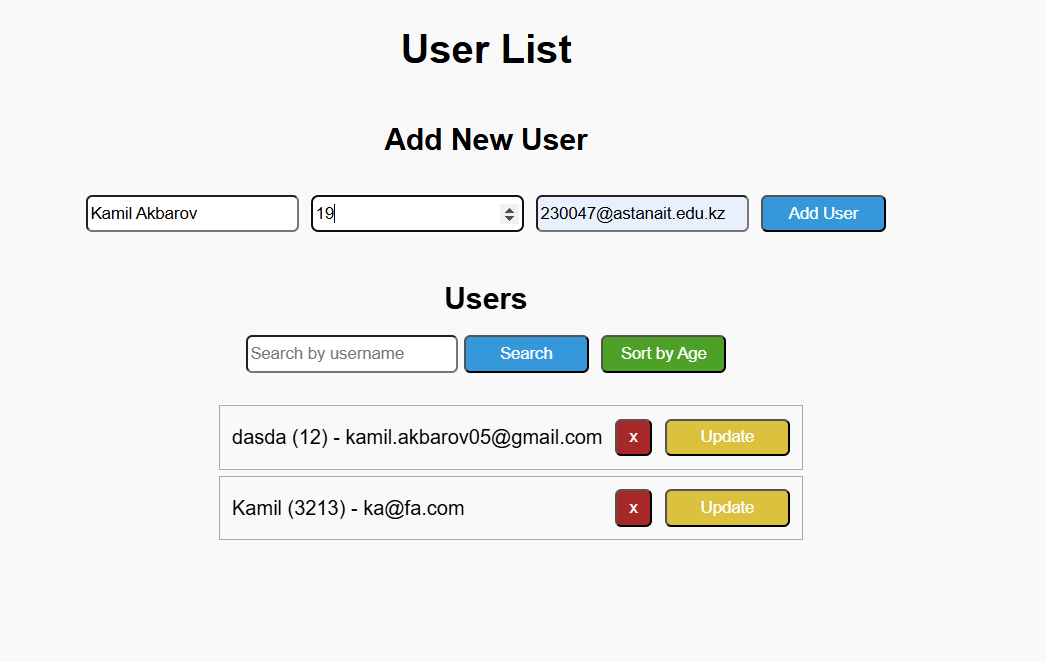 User List
Add New User
Kamil Akbarov 19 230047@astanait.edu.kz Add User
Users
Search by username Search Sort by Age
dasda (12) - kamil.akbarov05@gmail.com x Update
Kamil (3213) - ka@fa.com x Update